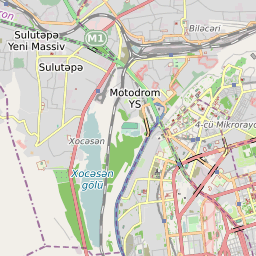 Biləcəri
Sulutəpə
Yeni Massiv
M1
Sulutəpə
Motodrom
YS
4-cü Mikrorayo
Xocəsən
Xocəsən
gölü